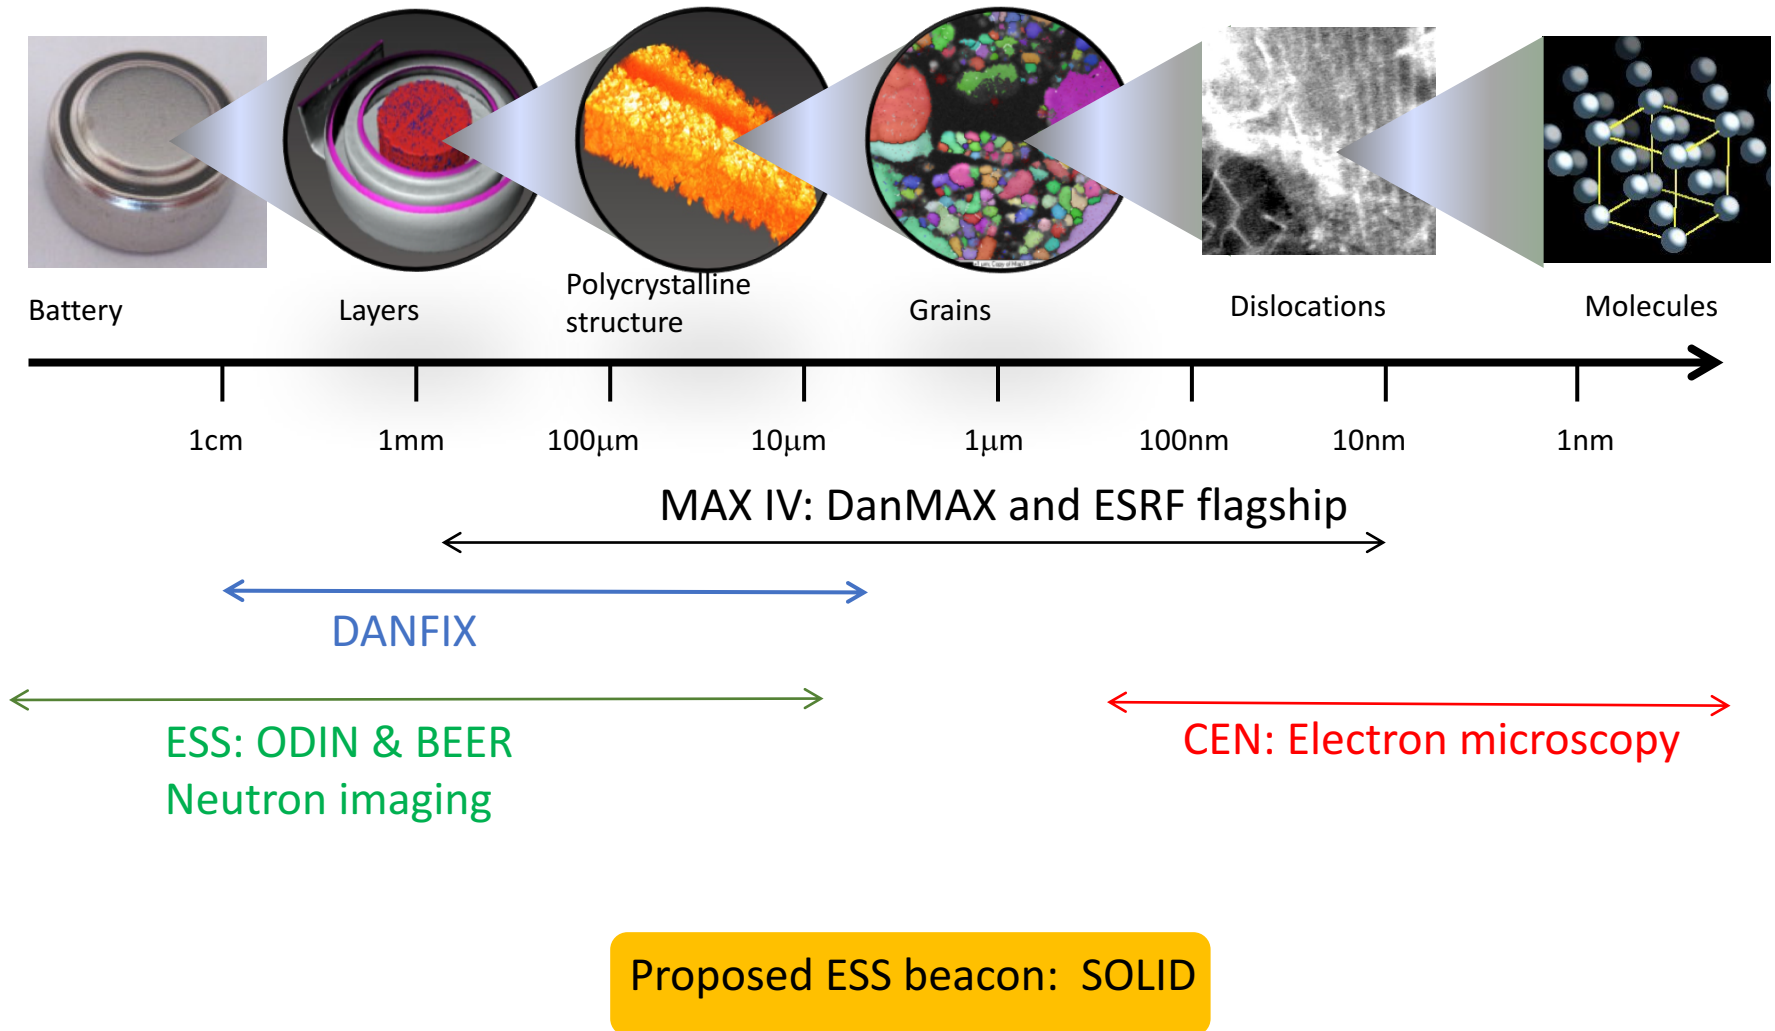 Battery
Layers
Polycrystalline
structure
Grains
Dislocations
Molecules
1cm
1mm
100μm
10μm
1μm
100nm
10nm
1nm
MAX IV: DanMAX and ESRF flagship
DANFIX
ESS: ODIN & BEER
Neutron imaging
CEN: Electron microscopy
Proposed ESS beacon:  SOLID